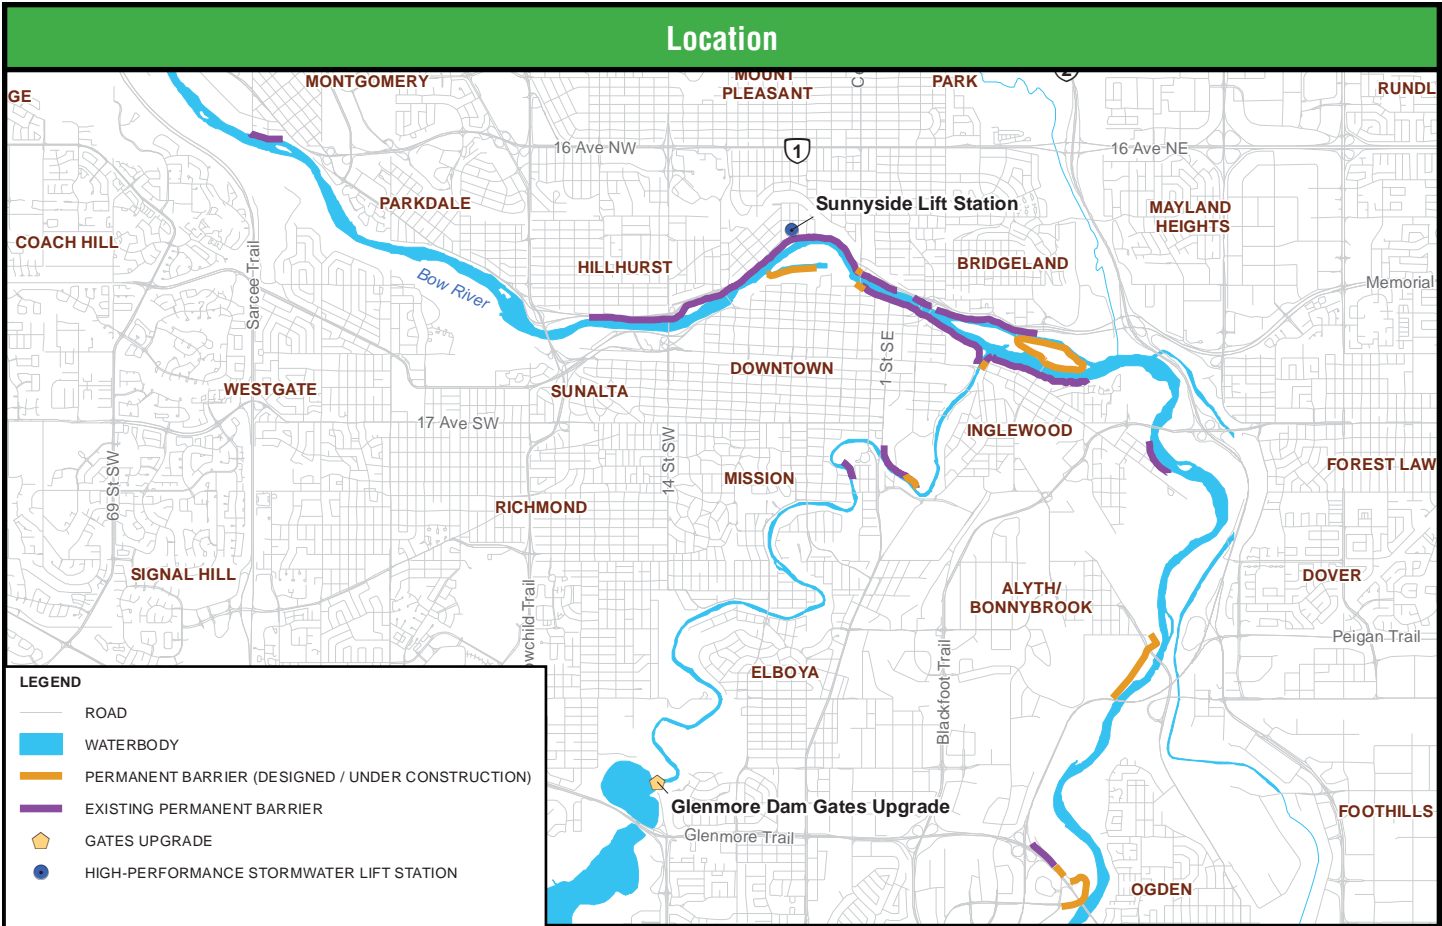 Location
MONTGOMERY
MOUNT
PLEASANT
PARK
2
RUNDL
GE
16 Ave NW
1
16 Ave NE
PARKDALE
Sunnyside Lift Station
MAYLAND
HEIGHTS
COACH HILL
Sarcee Trail
Bow River
HILLHURST
BRIDGELAND
Memorial
WESTGATE
SUNALTA
DOWNTOWN
1 St SE
17 Ave SW
INGLEWOOD
69 St SW
14 St SW
MISSION
FOREST LAW
RICHMOND
SIGNAL HILL
ALYTH/
BONNYBROOK
DOVER
wchild Trail
Peigan Trail
ELBOYA
Blackfoot Trail
Glenmore Dam Gates Upgrade
Glenmore Trail
FOOTHILLS
OGDEN
LEGEND
ROAD
WATERBODY
PERMANENT BARRIER (DESIGNED / UNDER CONSTRUCTION)
EXISTING PERMANENT BARRIER
GATES UPGRADE
HIGH-PERFORMANCE STORMWATER LIFT STATION